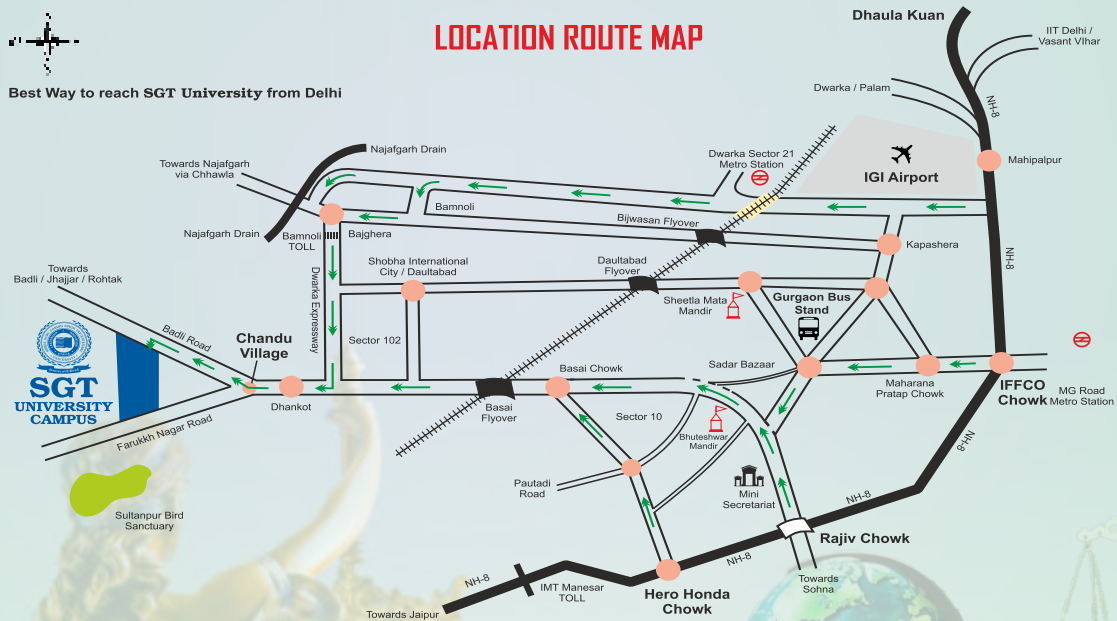 LOCATION ROUTE MAP
Best Way to reach SGT University from Delhi
Dhaula Kuan
IIT Delhi /
Vasant VIhar
Dwarka / Palam
NH-8
Mahipalpur
IGI Airport
Dwarka Sector 21
Metro Station
Najafgarh Drain
Towards Najafgarh
via Chhawla
Najafgarh Drain
Bamnoli
TOLL
Bajghera
Bamnoli
Bijwasan Flyover
Kapashera
NH-8
Shobha International
City / Daultabad
Daultabad
Flyover
Sheetla Mata
Mandir
Gurgaon Bus
Stand
Towards
Badli / Jhajjar / Rohtak
Badli Road
Dwarka Expressway
Sector 102
Chandu
Village
SGT
UNIVERSITY
CAMPUS
Dhankot
Basai
Flyover
Basai Chowk
Sadar Bazaar
Maharana
Pratap Chowk
IFFCO
Chowk
MG Road
Metro Station
Farukkh Nagar Road
Sector 10
Bhuteshwar
Mandir
NH-8
Pautadi
Road
Mini
Secretariat
NH-8
Sultanpur Bird
Sanctuary
Rajiv Chowk
NH-8
Towards
Sohna
NH-8
IMT Manesar
TOLL
Hero Honda
Chowk
Towards Jaipur